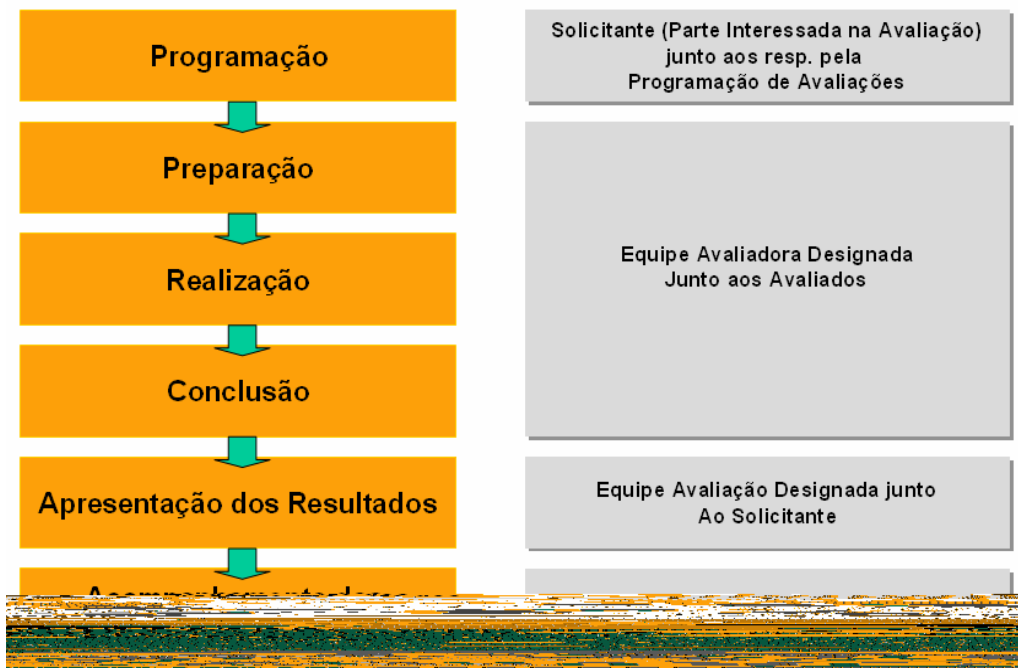 Programação
Solicitante (Parte Interessada na Avaliação)
junto aos resp. pela
Programação de Avaliações
Preparação
Realização
Conclusão
Equipe Avaliadora Designada
Junto aos Avaliados
Apresentação dos Resultados
Equipe Avaliação Designada junto
Ao Solicitante